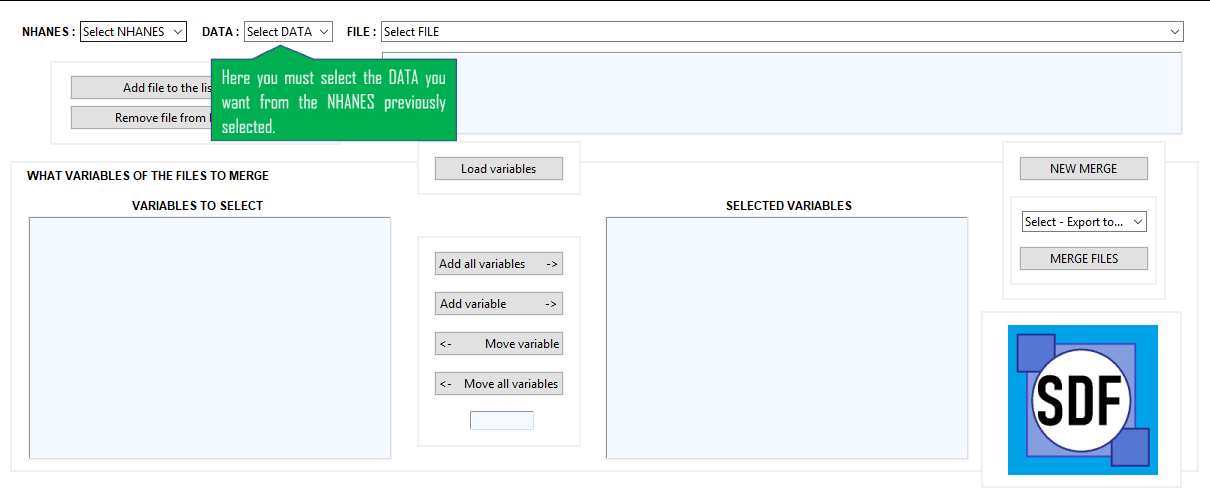 NHANES : Select NHANES DATA : Select DATA FILE : Select FILE
Here you must select the DATA you
want from the NHANES previously
selected.
Add file to the lis
Remove file from
Load variables
NEW MERGE
WHAT VARIABLES OF THE FILES TO MERGE
VARIABLES TO SELECT
SELECTED VARIABLES
Select - Export to...
MERGE FILES
Add all variables ->
Add variable ->
<- Move variable
<- Move all variables
SDF